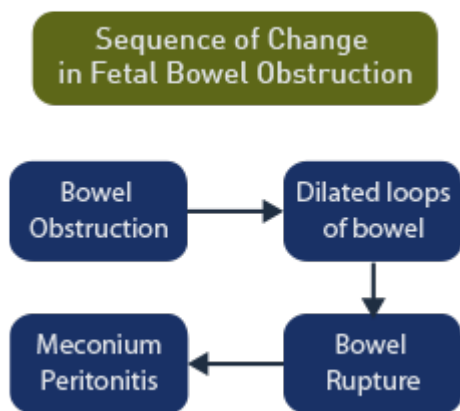 Sequence of Change
in Fetal Bowel Obstruction
Bowel
Obstruction
Dilated loops
of bowel
Bowel
Rupture
Meconium
Peritonitis